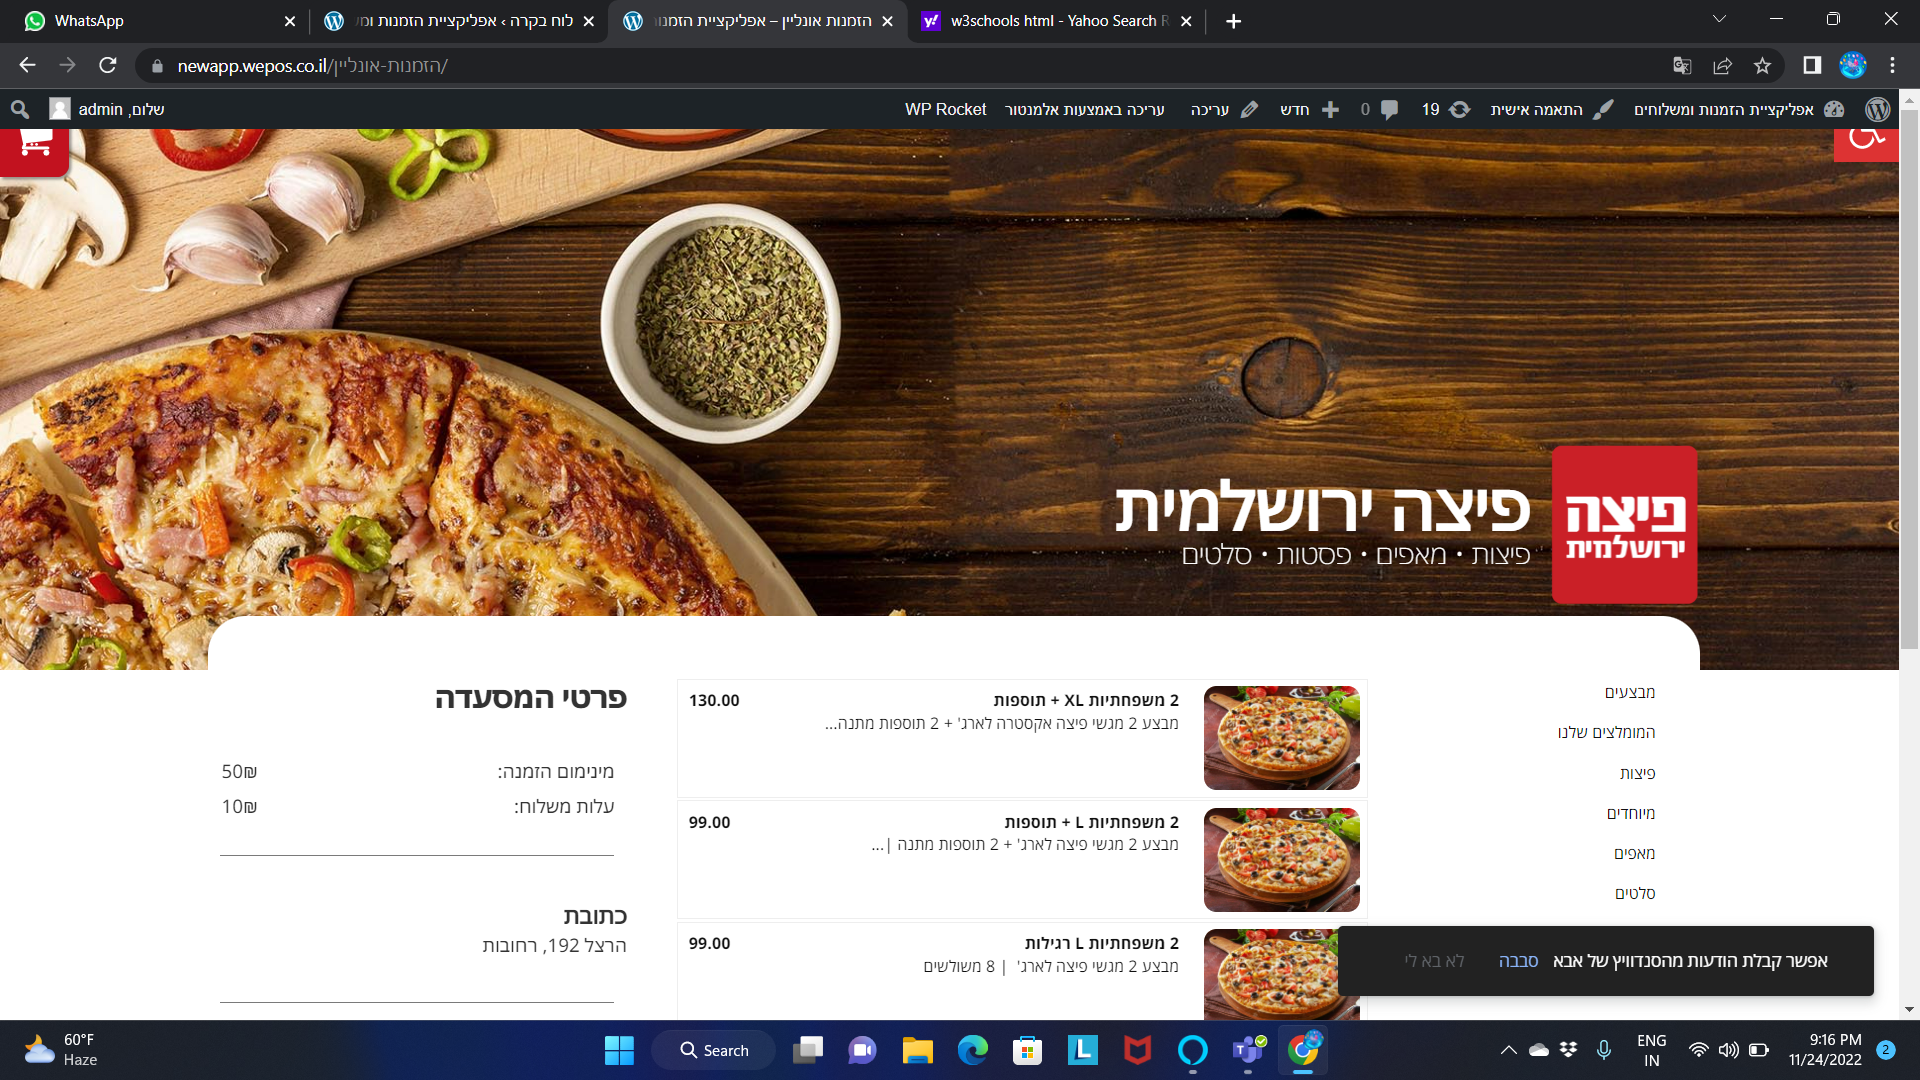 WhatsApp
לוח בקרה ‹ אפליקציית הזמנות ומש
הזמנות אונליין – אפליקציית הזמנות
w3schools html - Yahoo Search R
newapp.wepos.co.il/הזמנות-אונליין/
אפליקציית הזמנות ומשלוחים
התאמה אישית
19
0
חדש
עריכה
עריכה באמצעות אלמנטור
WP Rocket
שלום, admin
פיצה ירושלמית
פיצות • מאפים • פסטות • סלטים
פיצה
ירושלמית
מבצעים
המומלצים שלנו
פיצות
מיוחדים
מאפים
סלטים
2 משפחתיות XL + תוספות
130.00
מבצע 2 מגשי פיצה אקסטרה לארג' + 2 תוספות מתנה...
2 משפחתיות L + תוספות
99.00
מבצע 2 מגשי פיצה לארג' + 2 תוספות מתנה |...
2 משפחתיות L רגילות
99.00
מבצע 2 מגשי פיצה לארג' | 8 משולשים
פרטי המסעדה
מינימום הזמנה:
50₪
עלות משלוח:
10₪
כתובת
הרצל 192, רחובות
אפשר קבלת הודעות מהסנדוויץ של אבא
סבבה
לא בא לי
60°F
Haze
Search
ENG
IN
9:16 PM
11/24/2022
2